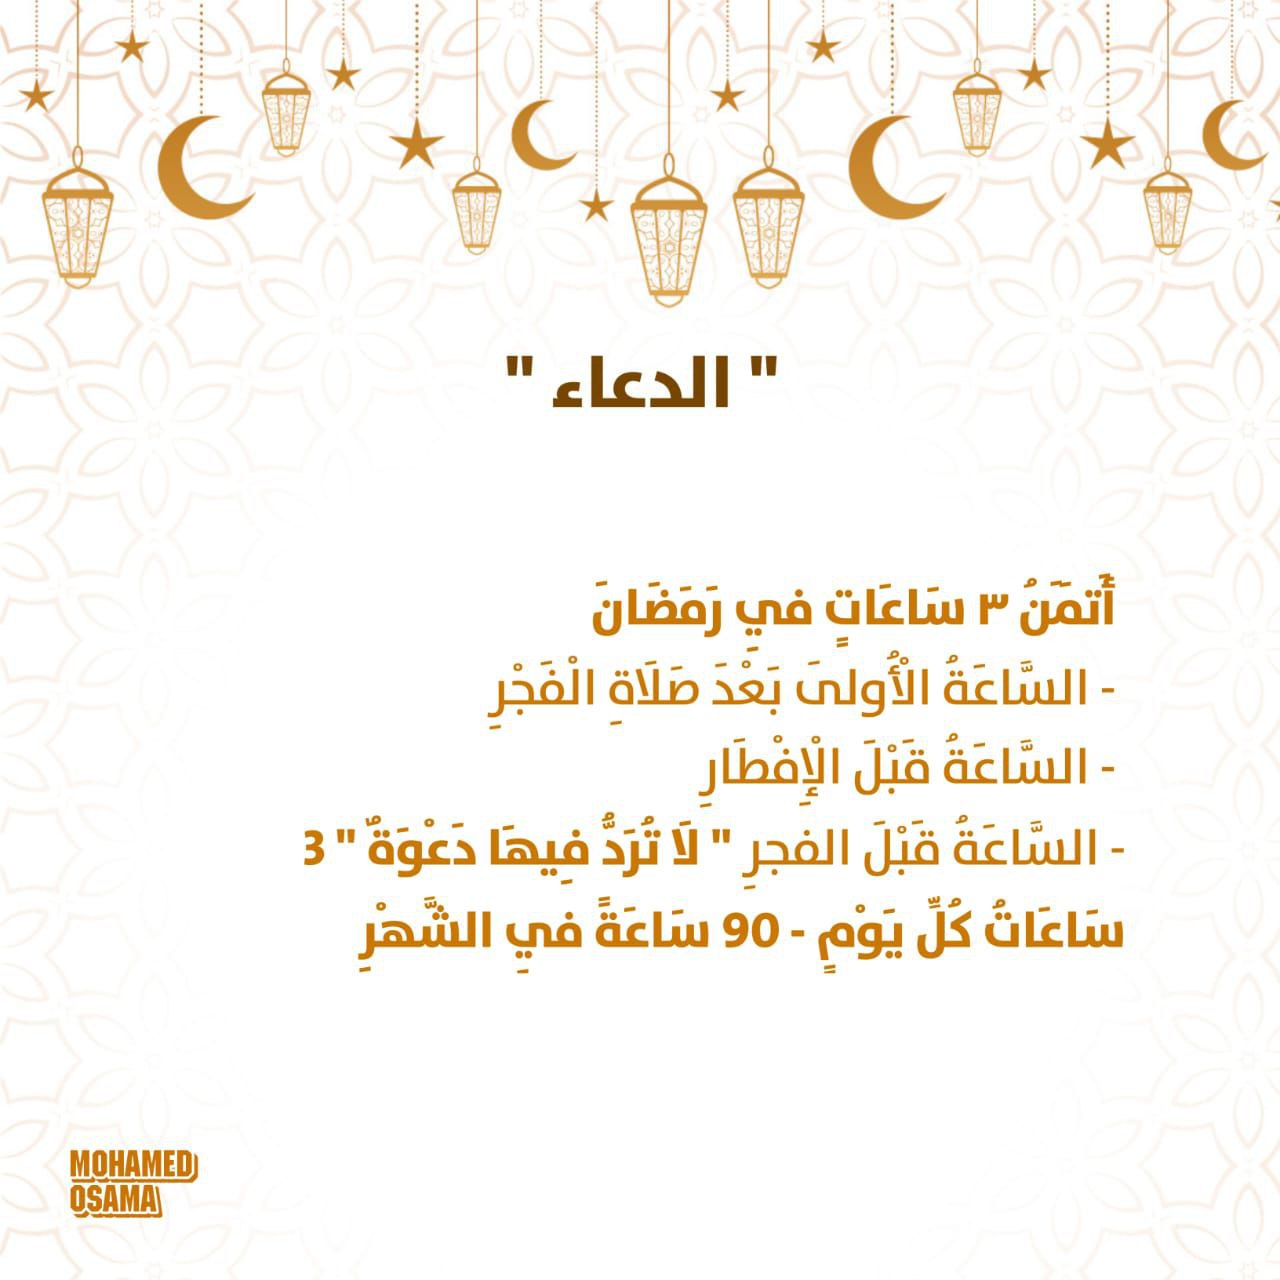 " الدعاء "
أَتمَنُ ٣ سَاعَاتٍ فيِ رَمَضَانَ
- السَّاعَةُ الْأُولىَ بَعْدَ صَلَاةِ الْفَجْرِ
- السَّاعَةُ قَبْلَ الْإِفْطَارِ
- السَّاعَةُ قَبْلَ الفجرِ " لَا تُرَدُّ فِيهَا دَعْوَةٌ " 3
سَاعَاتُ كُلِّ يَوْمٍ - 90 سَاعَةً فيِ الشَّهْرِ
MOHAMED
OSAMA